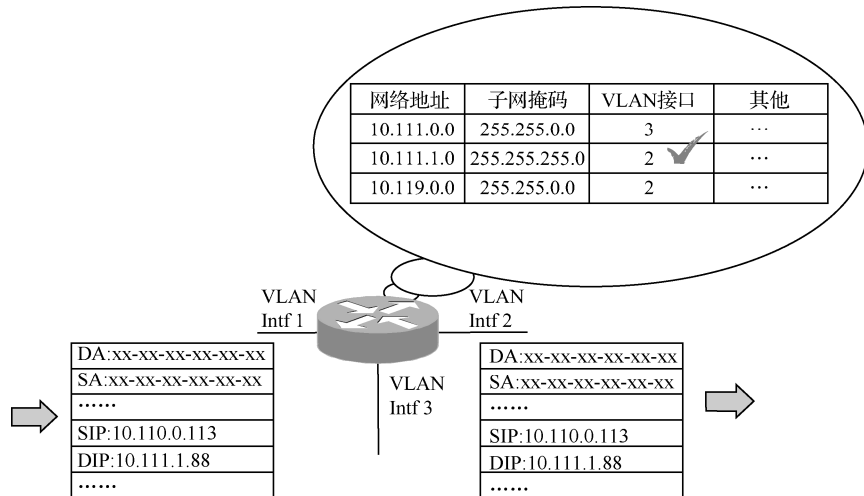 网络地址 子网掩码 VLAN接口 其他
10.111.0.0 255.255.0.0 3 …
10.111.1.0 255.255.255.0 2 …
10.119.0.0 255.255.0.0 2 …
VLAN
Intf 1
VLAN
Intf 2
VLAN
Intf 3
DA:xx-xx-xx-xx-xx-xx
SA:xx-xx-xx-xx-xx-xx
……
SIP:10.110.0.113
DIP:10.111.1.88
……
DA:xx-xx-xx-xx-xx-xx
SA:xx-xx-xx-xx-xx-xx
……
SIP:10.110.0.113
DIP:10.111.1.88
……